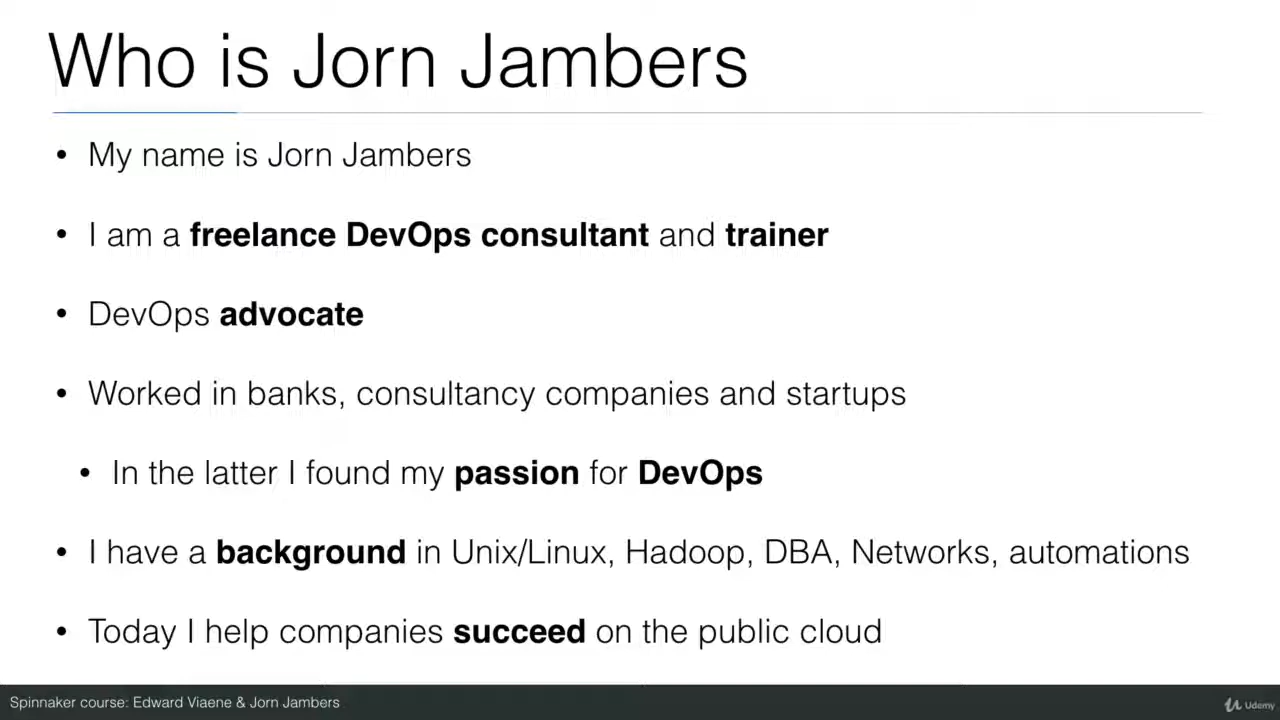 Who is Jorn Jambers
• My name is Jorn Jambers
• I am a freelance DevOps consultant and trainer
• DevOps advocate
• Worked in banks, consultancy companies and startups
• In the latter I found my passion for DevOps
• I have a background in Unix/Linux, Hadoop, DBA, Networks, automations
• Today I help companies succeed on the public cloud
Spinnaker course: Edward Viaene & Jorn Jambers
Udemy